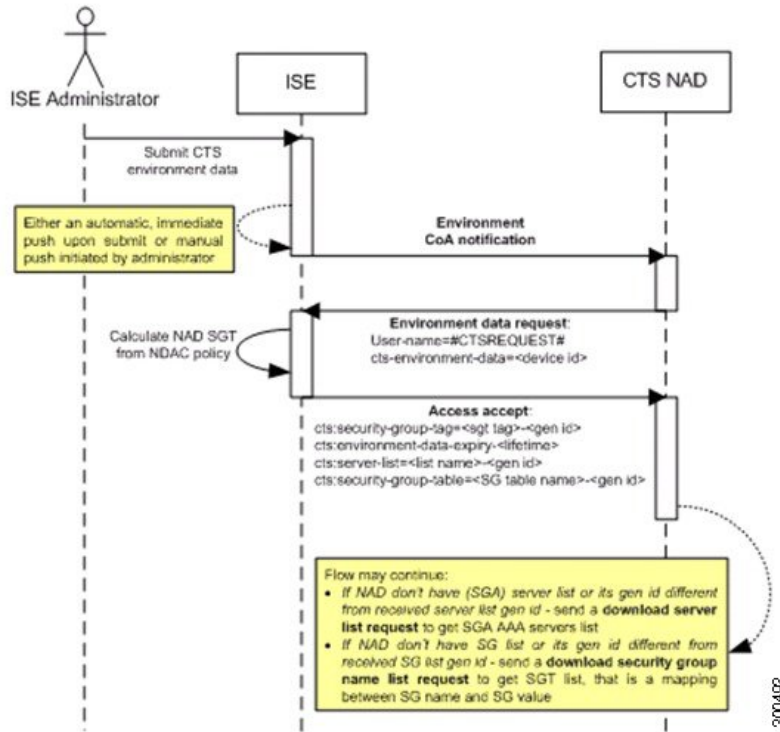 ISE Administrator
ISE
CTS NAD
Submit CTS
environment data
Either an automatic, immediate
push upon submit or manual
push initiated by administrator
Environment
CoA notification
Calculate NAD SGT
from NDAC policy
Environment data request:
User-name=#CTSREQUEST#
cts-environment-data=<device id>
Access accept:
cts:security-group-tag=<sgt tag>-<gen id>
cts:environment-data-expiry-<lifetime>
cts:server-list=<list name>-<gen id>
cts:security-group-table=<SG table name>-<gen id>
Flow may continue:
• If NAD don't have (SGA) server list or its gen id different
from received server list gen id - send a download server
list request to get SGA AAA servers list
• If NAD don't have SG list or its gen id different from
received SG list gen id - send a download security group
name list request to get SGT list, that is a mapping
between SG name and SG value
300493